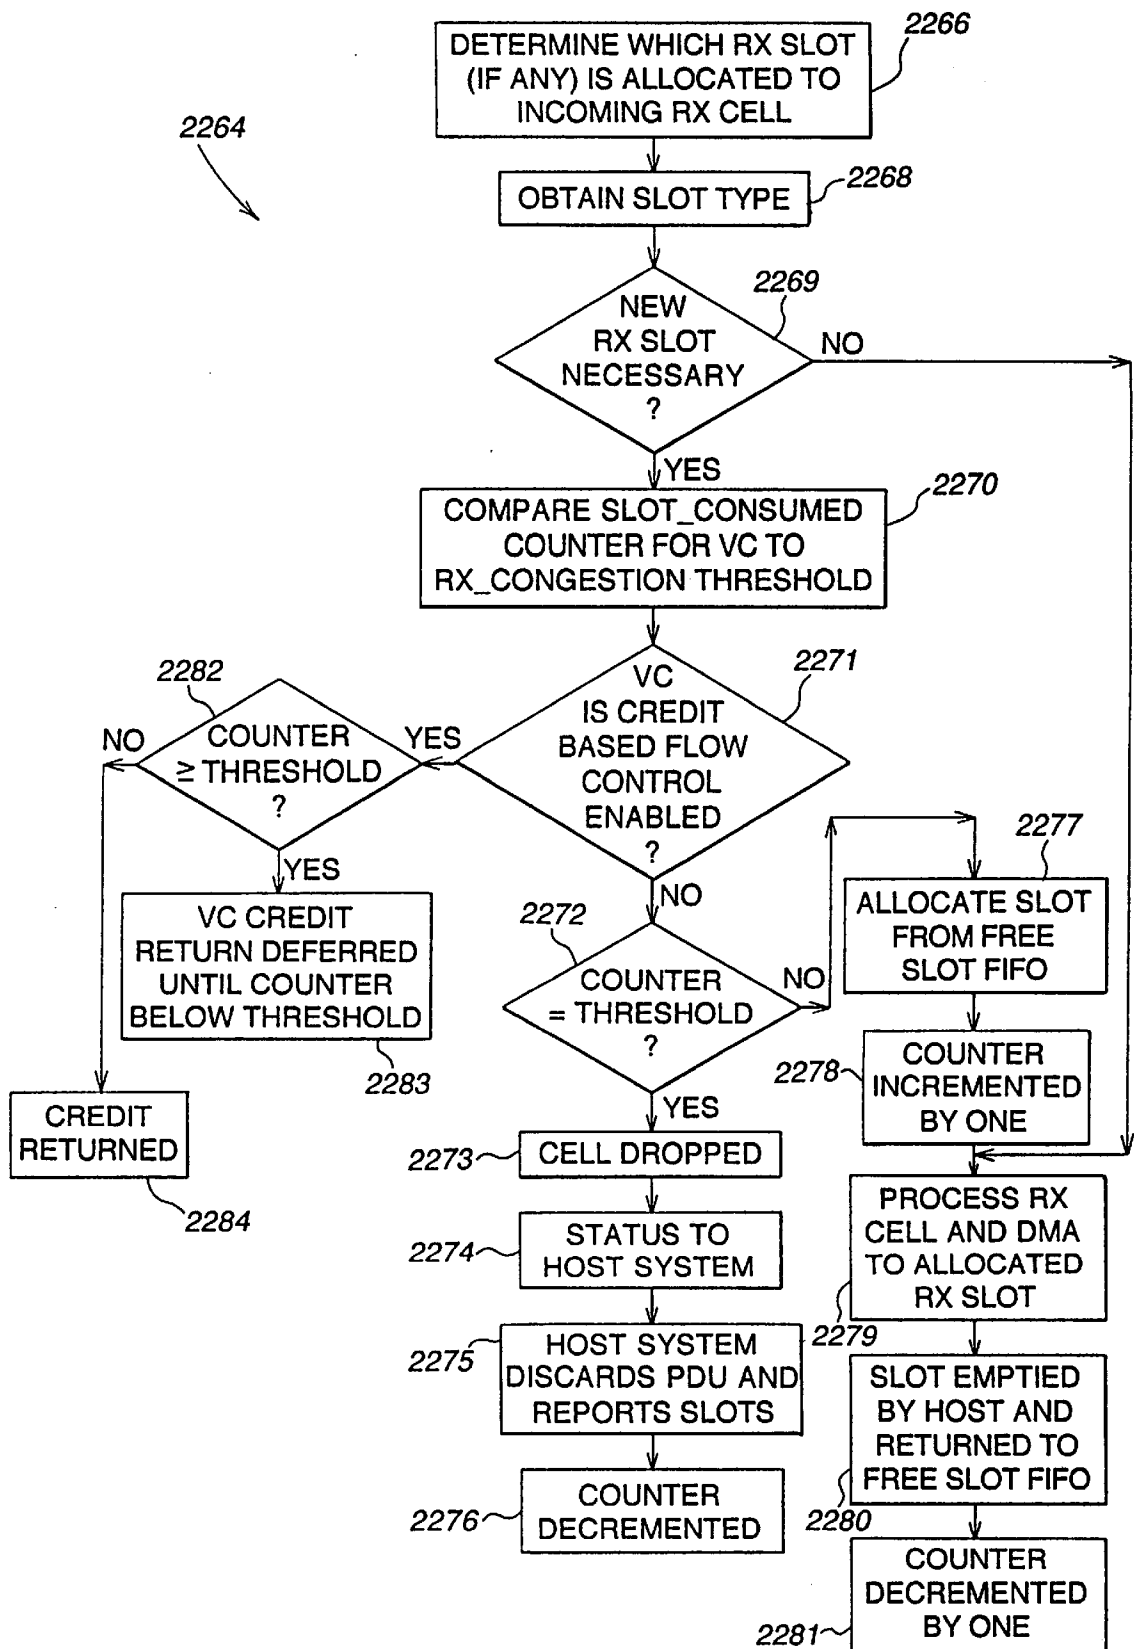 2266
DETERMINE WHICH RX SLOT
(IF ANY) IS ALLOCATED TO
INCOMING RX CELL
2264
2268
OBTAIN SLOT TYPE
2269
NEW
RX SLOT
NECESSARY
?
NO
YES
2270
COMPARE SLOT_CONSUMED
COUNTER FOR VC TO
RX_CONGESTION THRESHOLD
2271
VC
IS CREDIT
BASED FLOW
CONTROL
ENABLED
?
YES
NO
2282
COUNTER
≥ THRESHOLD
?
NO
YES
VC CREDIT
RETURN DEFERRED
UNTIL COUNTER
BELOW THRESHOLD
2283
CREDIT
RETURNED
2284
2272
COUNTER
= THRESHOLD
?
NO
YES
2273
CELL DROPPED
2274
STATUS TO
HOST SYSTEM
2275
HOST SYSTEM
DISCARDS PDU AND
REPORTS SLOTS
2276
COUNTER
DECREMENTED
2277
ALLOCATE SLOT
FROM FREE
SLOT FIFO
2278
COUNTER
INCREMENTED
BY ONE
PROCESS RX
CELL AND DMA
TO ALLOCATED
RX SLOT
2279
SLOT EMPTIED
BY HOST AND
RETURNED TO
FREE SLOT FIFO
2280
COUNTER
DECREMENTED
BY ONE
2281